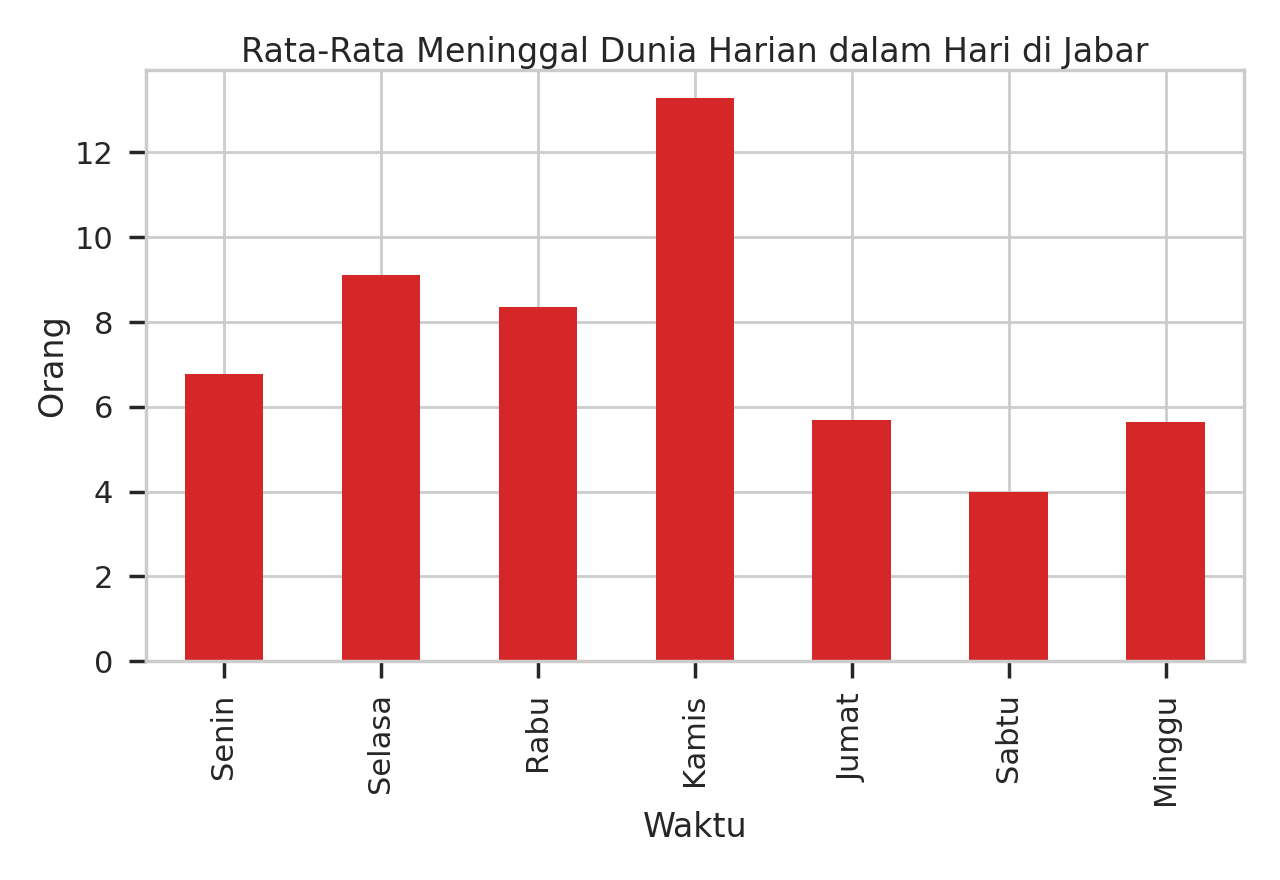 Rata-Rata Meninggal Dunia Harian dalam Hari di Jabar
Orang
12
10
8
6
4
2
0
Senin
Selasa
Rabu
Kamis
Jumat
Sabtu
Minggu
Waktu